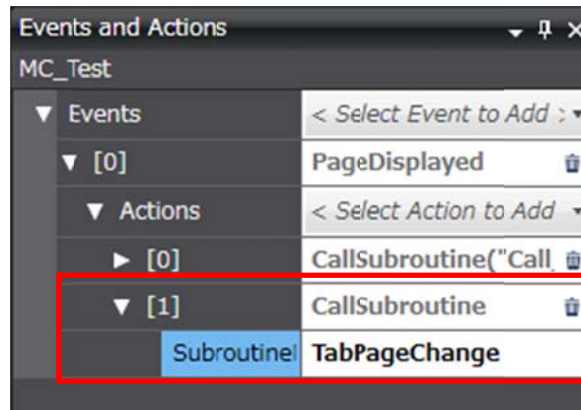 Events and Actions
MC_Test
Events < Select Event to Add >
[0] PageDisplayed
Actions < Select Action to Add
[0] CallSubroutine("Call_
[1] CallSubroutine
Subroutine TabPageChange